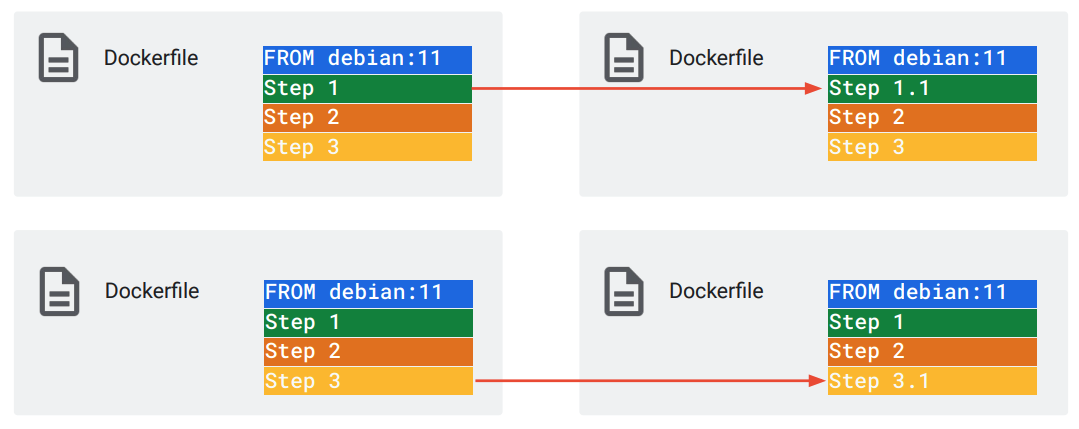 Dockerfile
FROM debian:11
Step 1
Step 2
Step 3
Dockerfile
FROM debian:11
Step 1.1
Step 2
Step 3
Dockerfile
FROM debian:11
Step 1
Step 2
Step 3
Dockerfile
FROM debian:11
Step 1
Step 2
Step 3.1